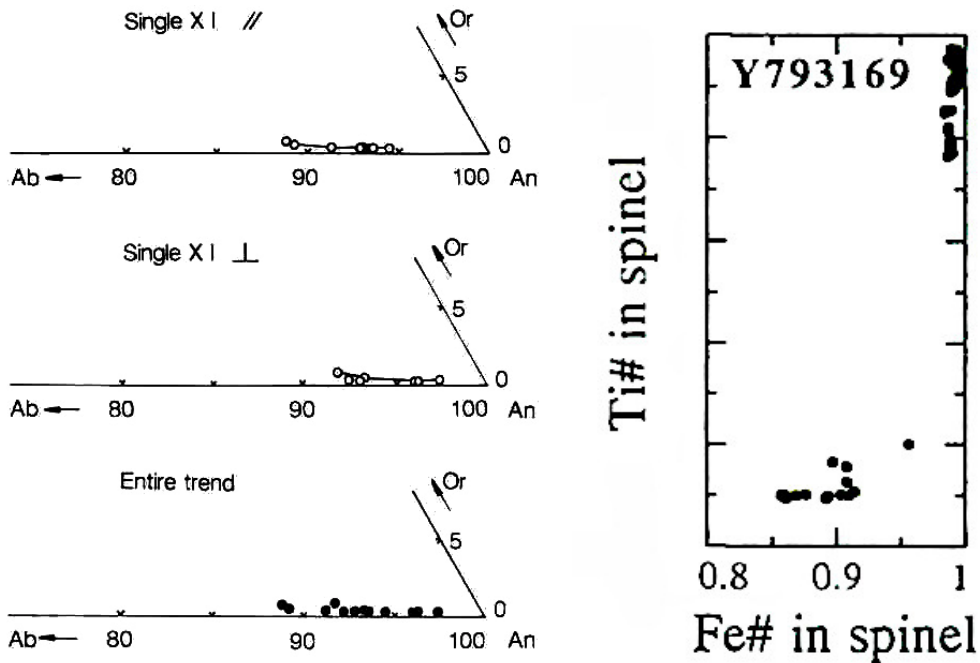 Single X l //
Or
5
0
Ab 80 90 100 An
Single X l ⊥
Or
5
0
Ab 80 90 100 An
Entire trend
Or
5
0
Ab 80 90 100 An
Y793169
Ti# in spinel
0.8 0.9 1
Fe# in spinel